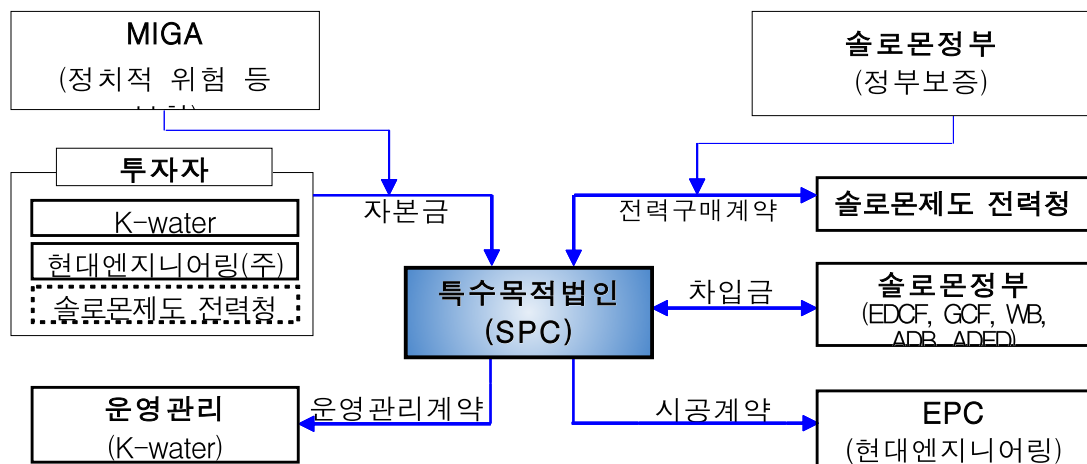 MIGA
(정치적 위험 등
솔로몬정부
(정부보증)
투자자
K-water
현대엔지니어링(주)
솔로몬제도 전력청
자본금
전력구매계약
솔로몬제도 전력청
특수목적법인
(SPC)
차입금
솔로몬정부
(EDCF, GCF, WB,
ADB, ADFD)
운영관리
(K-water)
운영관리계약
시공계약
EPC
(현대엔지니어링)